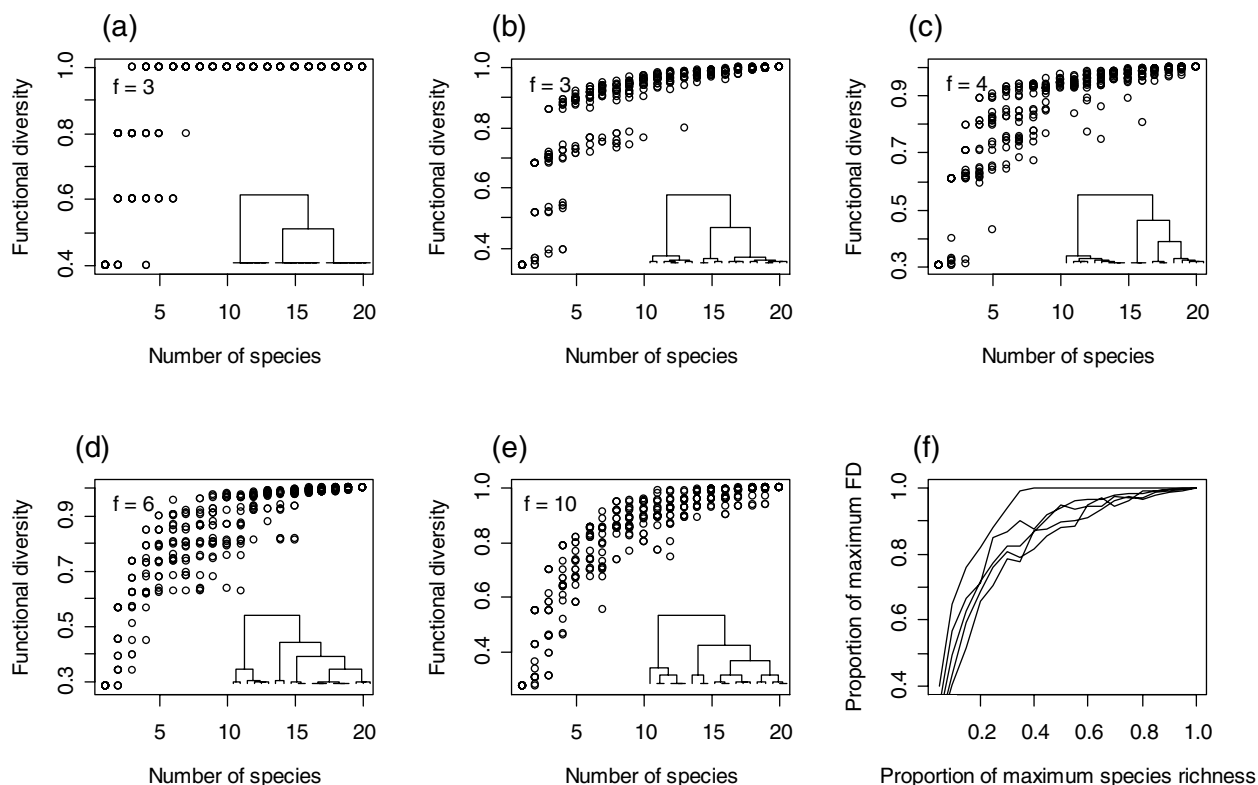 (a) (b) (c)
Functional diversity
0.4 0.6 0.8 1.0
f = 3
5 10 15 20
Number of species
Functional diversity
0.4 0.6 0.8 1.0
f = 3
5 10 15 20
Number of species
Functional diversity
0.3 0.5 0.7 0.9
f = 4
5 10 15 20
Number of species
(d) (e) (f)
Functional diversity
0.3 0.5 0.7 0.9
f = 6
5 10 15 20
Number of species
Functional diversity
0.4 0.6 0.8 1.0
f = 10
5 10 15 20
Number of species
Proportion of maximum FD
0.4 0.6 0.8 1.0
0.2 0.4 0.6 0.8 1.0
Proportion of maximum species richness